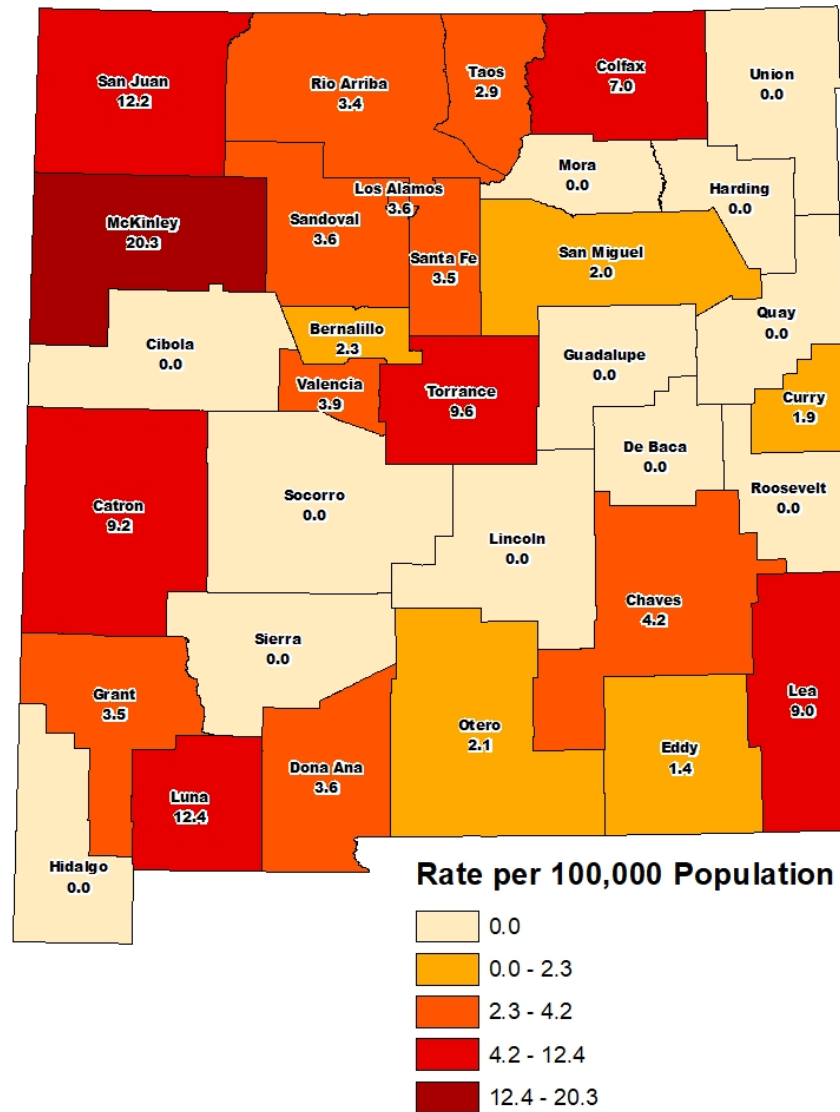 San Juan
12.2
Rio Arriba
3.4
Taos
2.9
Colfax
7.0
Union
0.0
Mora
0.0
Harding
0.0
Los Alamos
3.6
McKinley
20.3
Sandoval
3.6
Santa Fe
3.5
San Miguel
2.0
Quay
0.0
Cibola
0.0
Bernalillo
2.3
Guadalupe
0.0
Valencia
3.9
Torrance
9.6
Curry
1.9
De Baca
0.0
Roosevelt
0.0
Catron
9.2
Socorro
0.0
Lincoln
0.0
Chaves
4.2
Sierra
0.0
Grant
3.5
Lea
9.0
Otero
2.1
Eddy
1.4
Dona Ana
3.6
Luna
12.4
Hidalgo
0.0
Rate per 100,000 Population
0.0
0.0 - 2.3
2.3 - 4.2
4.2 - 12.4
12.4 - 20.3